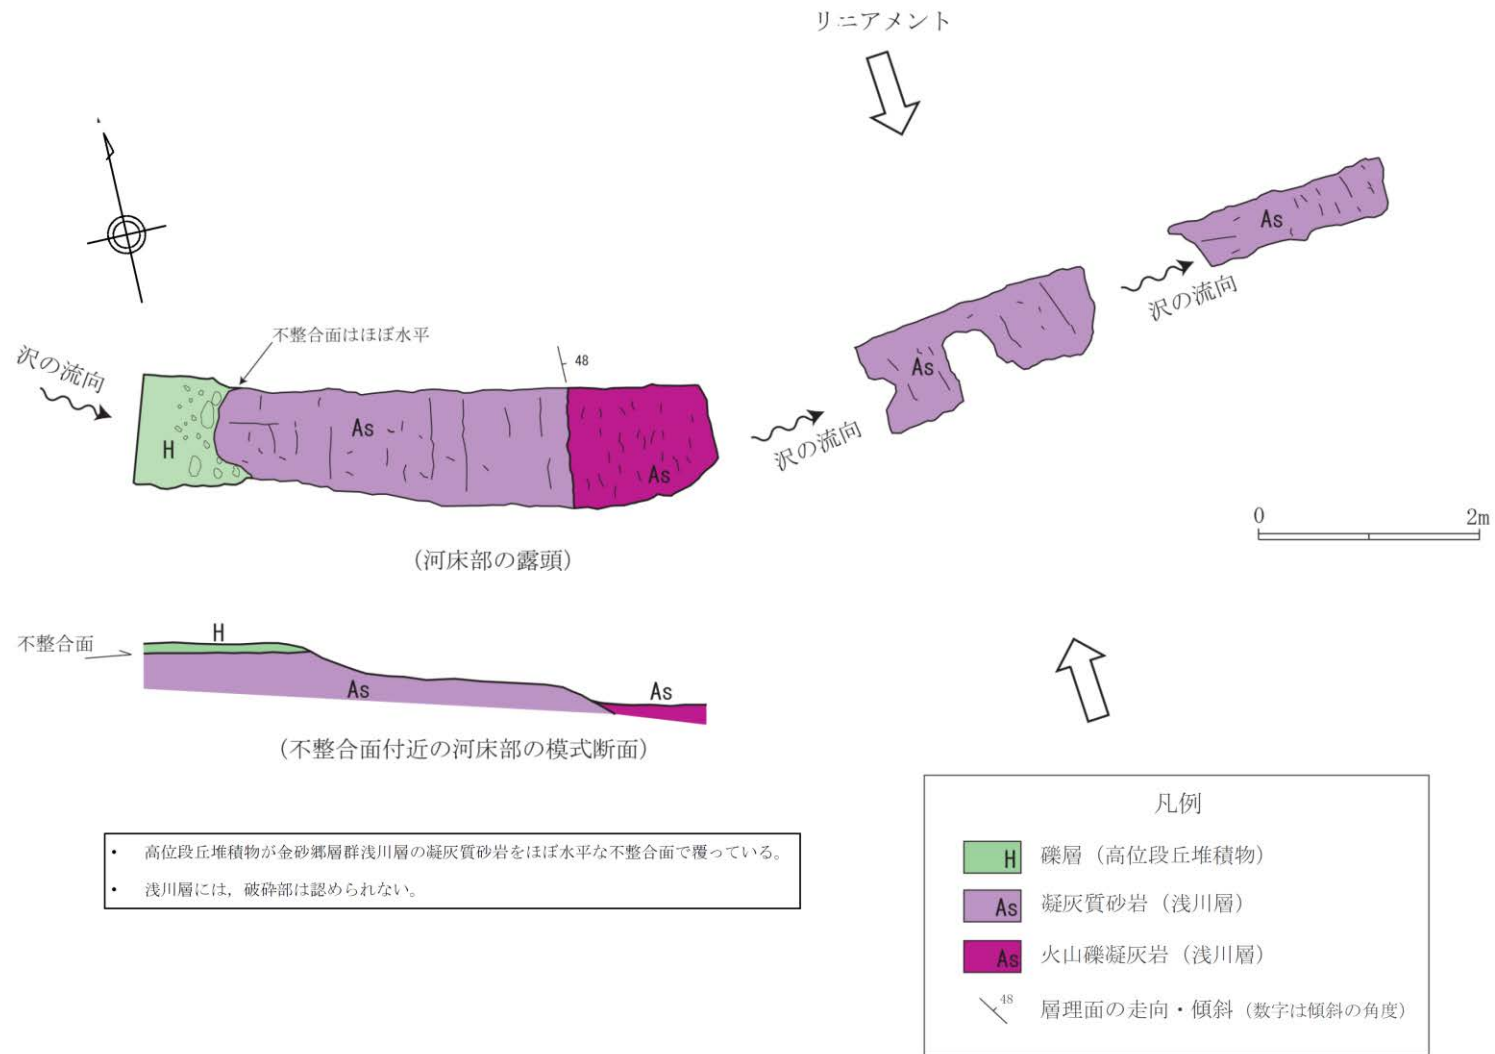 リニアメント
沢の流向
不整合面はほぼ水平
48
H
As
As
沢の流向
As
沢の流向
As
0 2m
(河床部の露頭)
不整合面
H
As
As
(不整合面付近の河床部の模式断面)
・ 高位段丘堆積物が金砂郷層群浅川層の凝灰質砂岩をほぼ水平な不整合面で覆っている。
・ 浅川層には，破砕部は認められない。
凡例
H 礫層（高位段丘堆積物）
As 凝灰質砂岩（浅川層）
As 火山礫凝灰岩（浅川層）
48 層理面の走向・傾斜（数字は傾斜の角度）